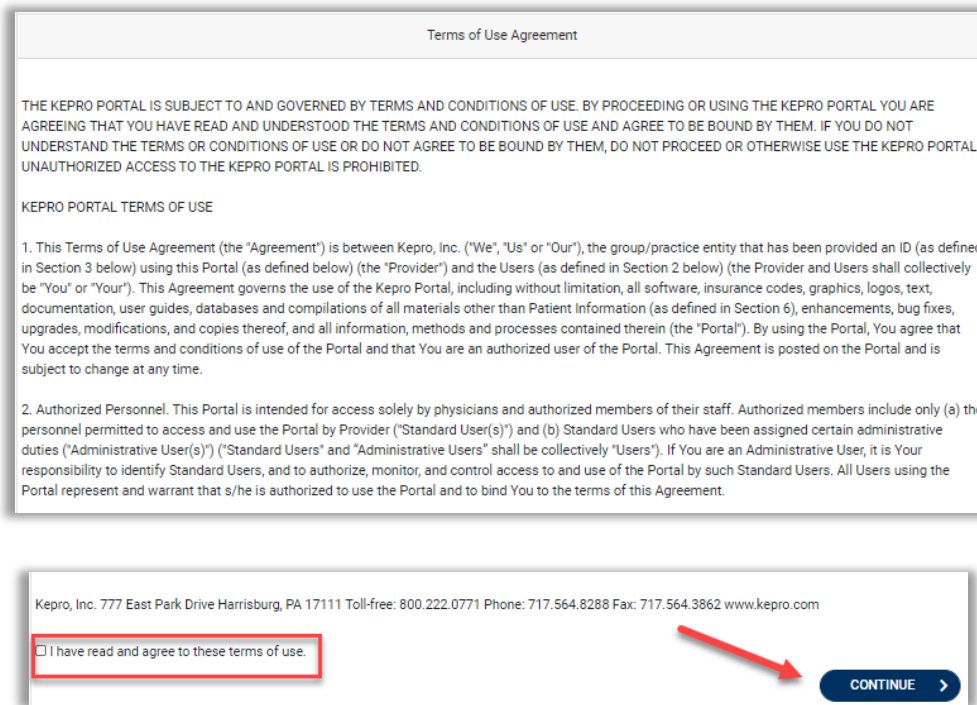 Terms of Use Agreement
THE KEPRO PORTAL IS SUBJECT TO AND GOVERNED BY TERMS AND CONDITIONS OF USE. BY PROCEEDING OR USING THE KEPRO PORTAL YOU ARE
AGREEING THAT YOU HAVE READ AND UNDERSTOOD THE TERMS AND CONDITIONS OF USE AND AGREE TO BE BOUND BY THEM. IF YOU DO NOT
UNDERSTAND THE TERMS OR CONDITIONS OF USE OR DO NOT AGREE TO BE BOUND BY THEM, DO NOT PROCEED OR OTHERWISE USE THE KEPRO PORTAL
UNAUTHORIZED ACCESS TO THE KEPRO PORTAL IS PROHIBITED.
KEPRO PORTAL TERMS OF USE
1. This Terms of Use Agreement (the "Agreement") is between Kepro, Inc. ("We", "Us" or "Our"), the group/practice entity that has been provided an ID (as defined
in Section 3 below) using this Portal (as defined below) (the "Provider") and the Users (as defined in Section 2 below) (the Provider and Users shall collectively
be "You" or "Your"). This Agreement governs the use of the Kepro Portal, including without limitation, all software, insurance codes, graphics, logos, text,
documentation, user guides, databases and compilations of all materials other than Patient Information (as defined in Section 6), enhancements, bug fixes,
upgrades, modifications, and copies thereof, and all information, methods and processes contained therein (the "Portal"). By using the Portal, You agree that
You accept the terms and conditions of use of the Portal and that You are an authorized user of the Portal. This Agreement is posted on the Portal and is
subject to change at any time.
2. Authorized Personnel. This Portal is intended for access solely by physicians and authorized members of their staff. Authorized members include only (a) the
personnel permitted to access and use the Portal by Provider ("Standard User(s)") and (b) Standard Users who have been assigned certain administrative
duties ("Administrative User(s)") ("Standard Users" and “Administrative Users” shall be collectively "Users"). If You are an Administrative User, it is Your
responsibility to identify Standard Users, and to authorize, monitor, and control access to and use of the Portal by such Standard Users. All Users using the
Portal represent and warrant that s/he is authorized to use the Portal and to bind You to the terms of this Agreement.
Kepro, Inc. 777 East Park Drive Harrisburg, PA 17111 Toll-free: 800.222.0771 Phone: 717.564.8288 Fax: 717.564.3862 www.kepro.com
I have read and agree to these terms of use.
CONTINUE